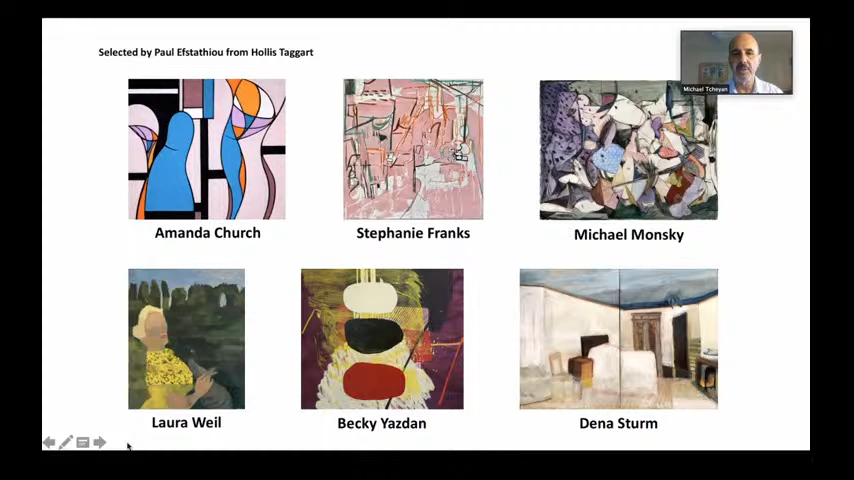 Selected by Paul Efstathiou from Hollis Taggart
Michael Tcheyan
Amanda Church
Stephanie Franks
Michael Monsky
Laura Weil
Becky Yazdan
Dena Sturm